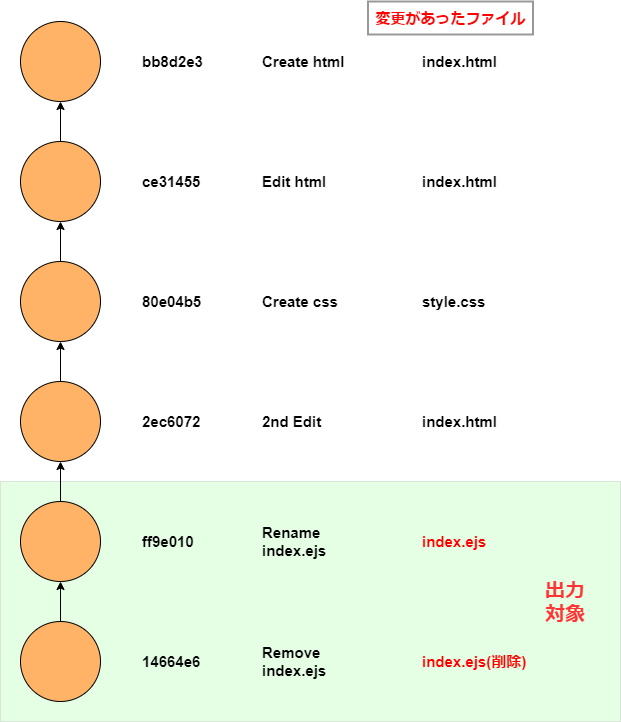 変更があったファイル
bb8d2e3 Create html index.html
ce31455 Edit html index.html
80e04b5 Create css style.css
2ec6072 2nd Edit index.html
ff9e010 Rename index.ejs
index.ejs
出力
対象
14664e6 Remove index.ejs(削除)
index.ejs